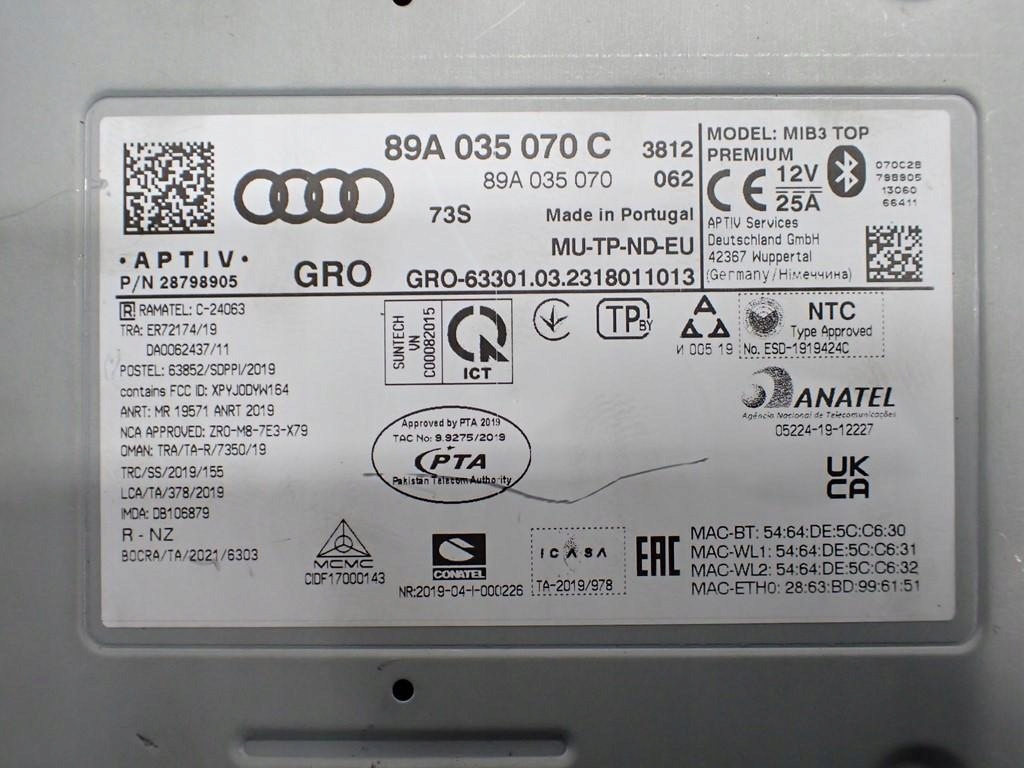 89A 035 070 C 3812
89A 035 070 062
73S Made in Portugal
MU-TP-ND-EU
·APTIV·
P/N 28798905
GRO GRO-63301.03.2318011013
MODEL: MIB3 TOP
PREMIUM
CE 12V
25A
070C28
798905
13060
66411
APTIV Services
Deutschland GmbH
42367 Wuppertal
(Germany/Німеччина)
R RAMATEL: C-24063
TRA: ER72174/19
DA0062437/11
POSTEL: 63852/SDPPI/2019
contains FCC ID: XPYJODYW164
ANRT: MR 19571 ANRT 2019
NCA APPROVED: ZRO-M8-7E3-X79
OMAN: TRA/TA-R/7350/19
TRC/SS/2019/155
LCA/TA/378/2019
IMDA: DB106879
R - NZ
BOCRA/TA/2021/6303
SUNTECH
VN
C00082015
ICT
TP BY
И 005 19
NTC
Type Approved
No. ESD-1919424C
ANATEL
Agência Nacional de Telecomunicações
05224-19-12227
Approved by PTA 2019
TAC No: 9.9275/2019
PTA
Pakistan Telecom Authority
UK
CA
MCMC
CIDF17000143
CONATEL
NR:2019-04-I-000226
ICASA
TA-2019/978
EAC
MAC-BT: 54:64:DE:5C:C6:30
MAC-WL1: 54:64:DE:5C:C6:31
MAC-WL2: 54:64:DE:5C:C6:32
MAC-ETH0: 28:63:BD:99:61:51